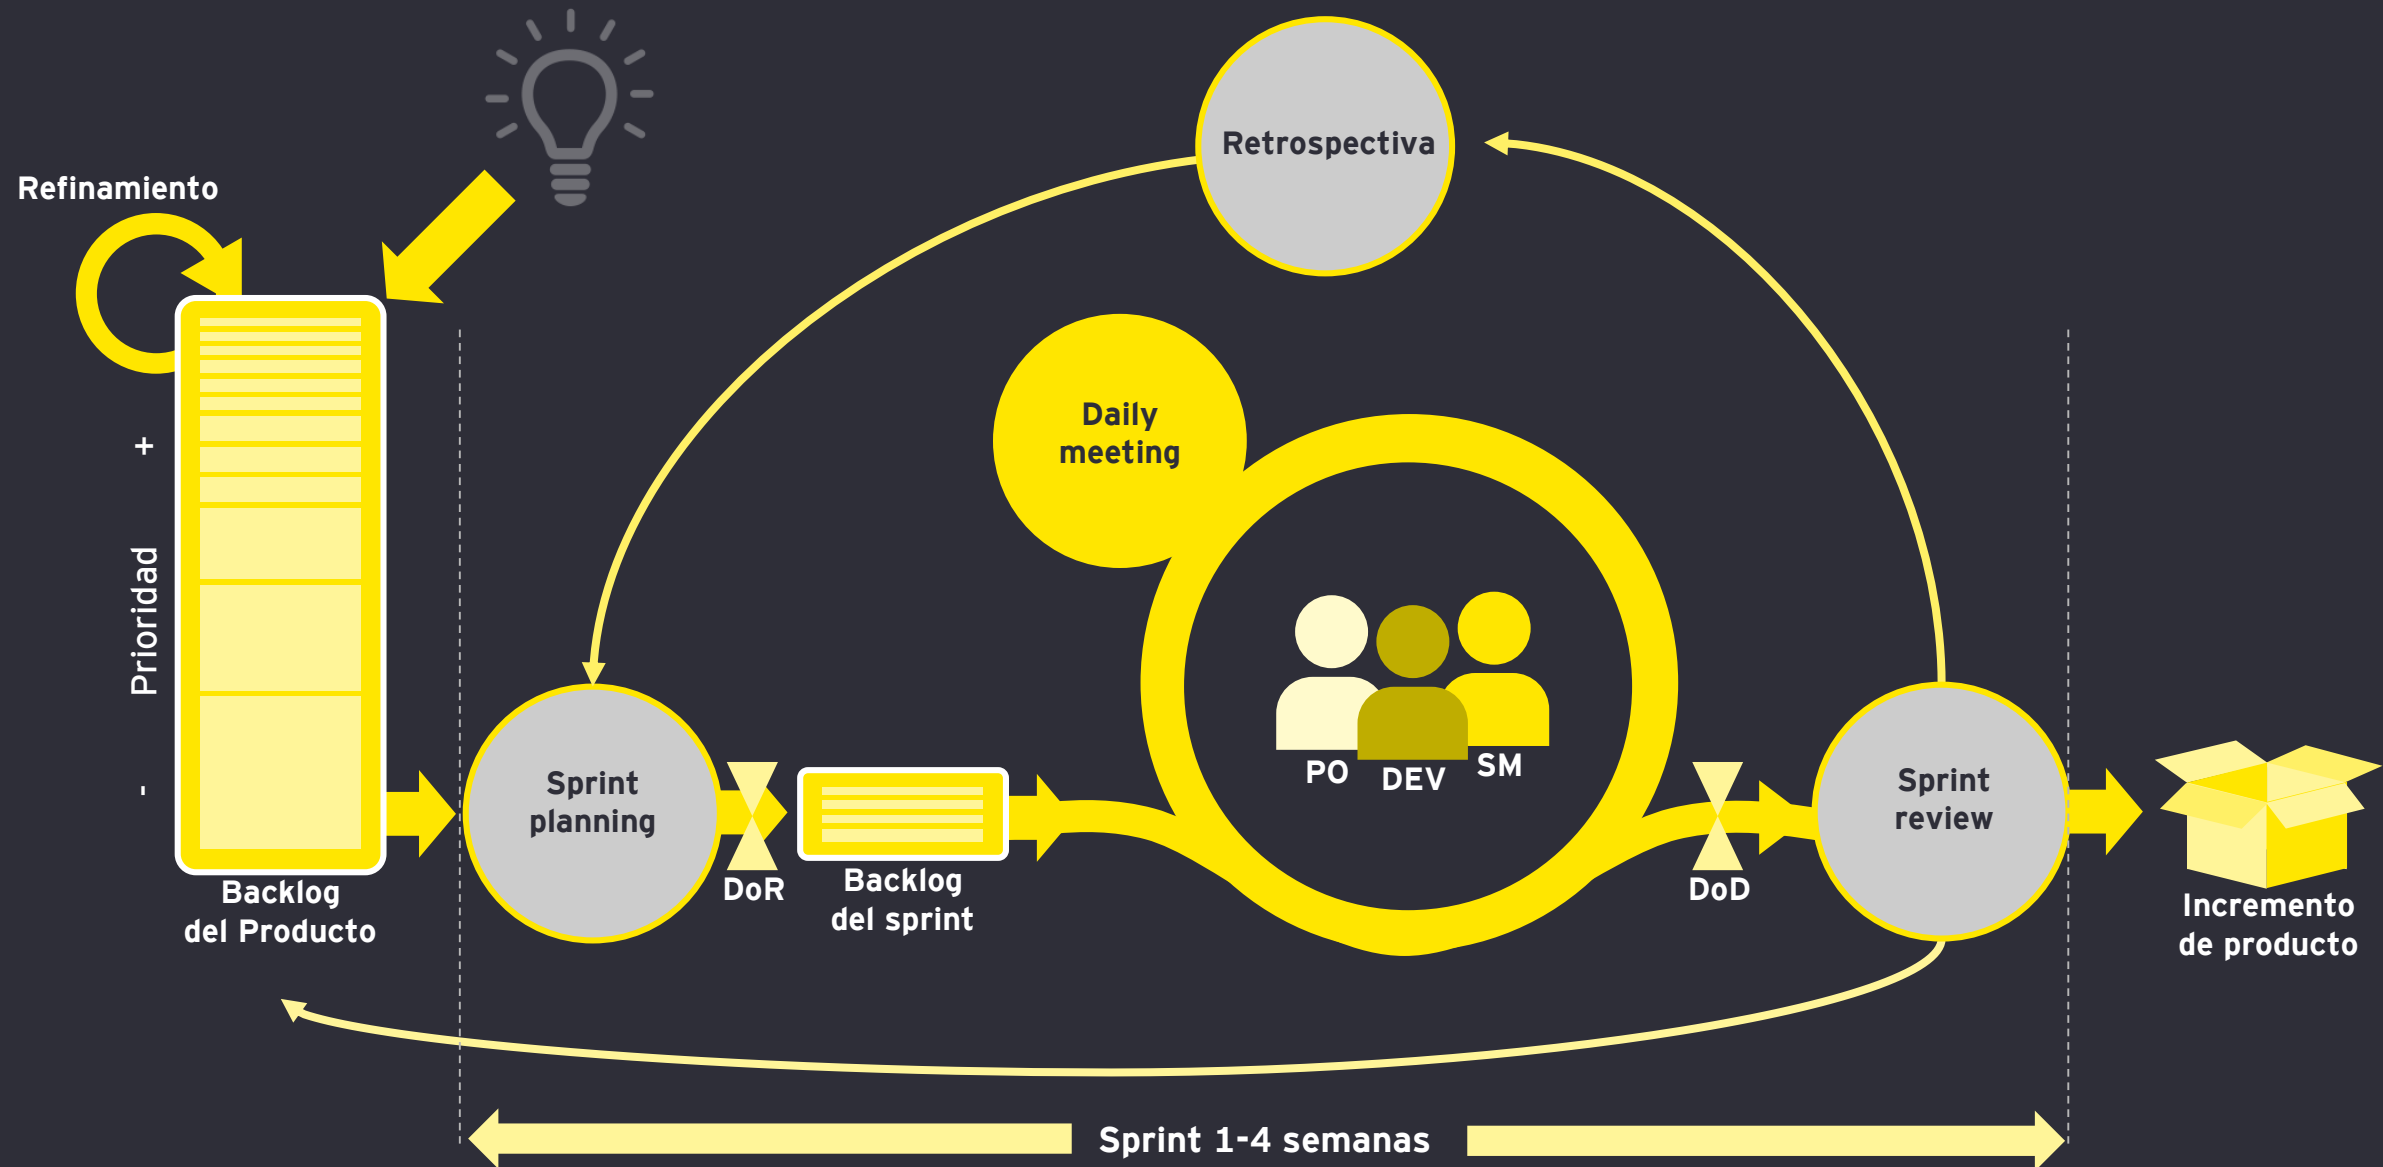 Refinamiento
+
Prioridad
-
Backlog
del Producto
Sprint
planning
DoR
Backlog
del sprint
Daily
meeting
Retrospectiva
PO
DEV
SM
DoD
Sprint
review
Incremento
de producto
Sprint 1-4 semanas